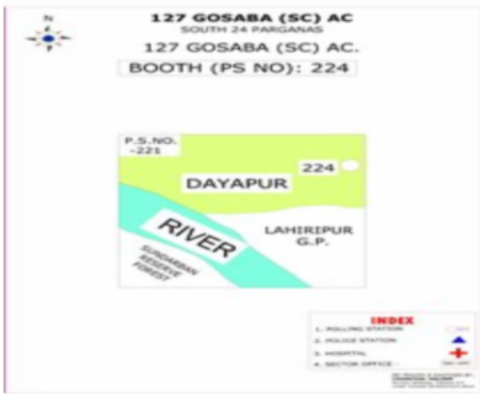 N
127 GOSABA (SC) AC
SOUTH 24 PARGANAS
127 GOSABA (SC) AC.
BOOTH (PS NO): 224
P.S.NO.
-221
224
DAYAPUR
RIVER
LAHIRIPUR
G.P.
SUNDARBAN
RESERVE
FOREST
INDEX
1. POLLING STATION
2. POLICE STATION
3. HOSPITAL
4. SECTOR OFFICE -